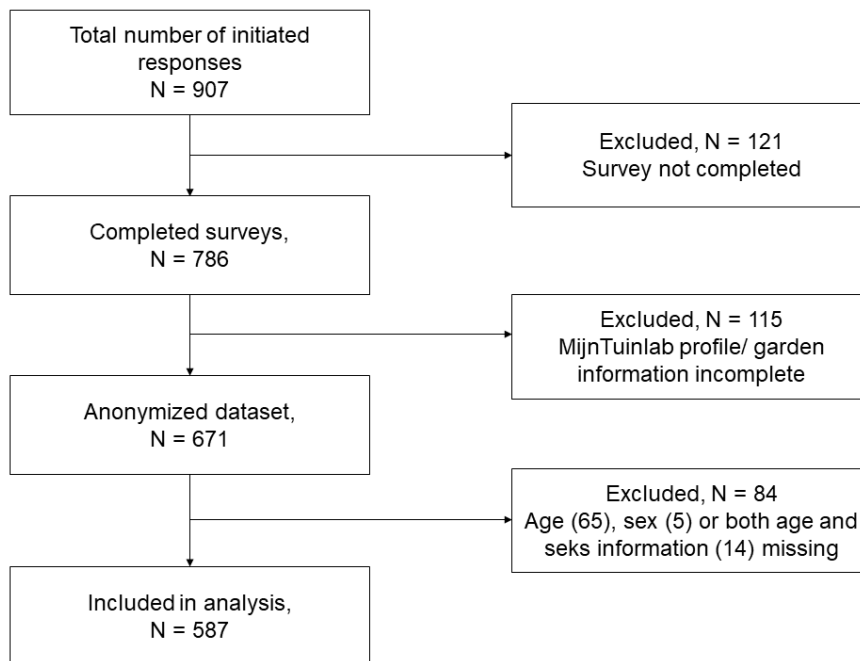 Total number of initiated
responses
N = 907
Excluded, N = 121
Survey not completed
Completed surveys,
N = 786
Excluded, N = 115
MijnTuinlab profile/ garden
information incomplete
Anonymized dataset,
N = 671
Excluded, N = 84
Age (65), sex (5) or both age and
seks information (14) missing
Included in analysis,
N = 587